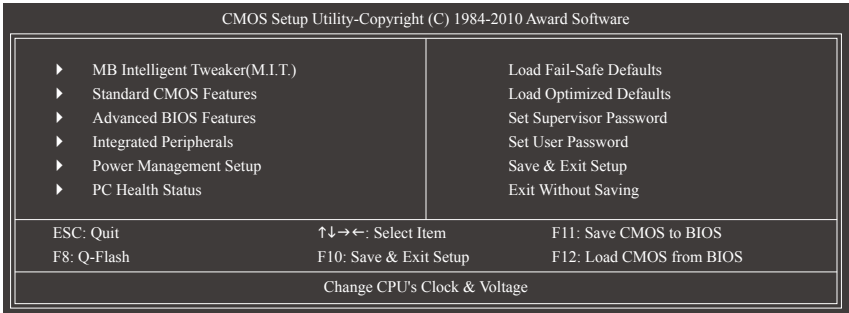 CMOS Setup Utility-Copyright (C) 1984-2010 Award Software
MB Intelligent Tweaker(M.I.T.)
Standard CMOS Features
Advanced BIOS Features
Integrated Peripherals
Power Management Setup
PC Health Status
Load Fail-Safe Defaults
Load Optimized Defaults
Set Supervisor Password
Set User Password
Save & Exit Setup
Exit Without Saving
ESC: Quit ↑↓→←: Select Item F11: Save CMOS to BIOS
F8: Q-Flash F10: Save & Exit Setup F12: Load CMOS from BIOS
Change CPU's Clock & Voltage